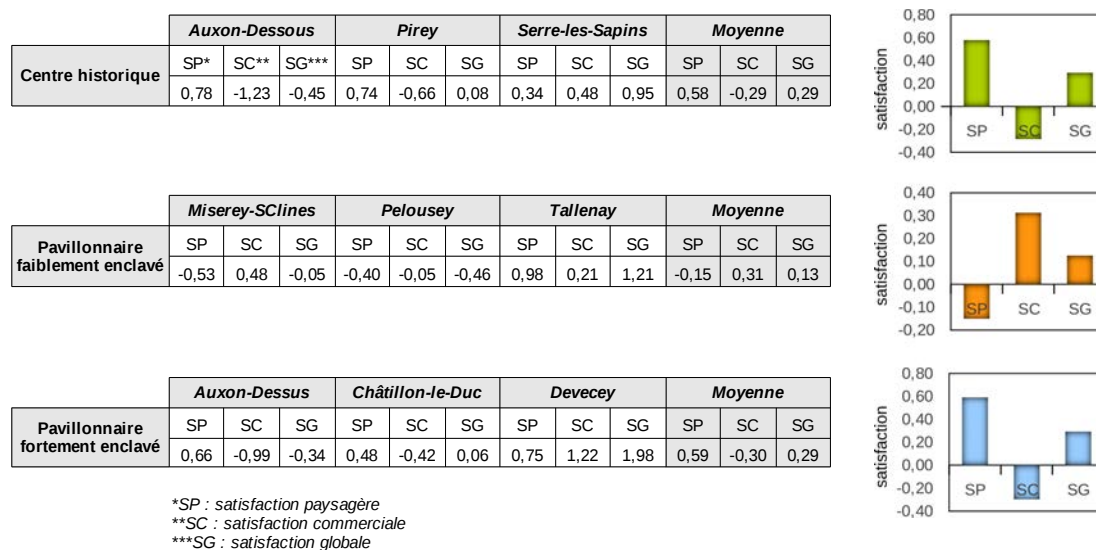 Auxon-Dessous Pirey Serre-les-Sapins Moyenne
Centre historique
SP* SC** SG*** SP SC SG SP SC SG SP SC SG
0,78 -1,23 -0,45 0,74 -0,66 0,08 0,34 0,48 0,95 0,58 -0,29 0,29
satisfaction
0,80
0,60
0,40
0,20
0,00
-0,20
-0,40
SP SC SG
Miserey-SClines Pelousey Tallenay Moyenne
Pavillonnaire
faiblement enclavé
SP SC SG SP SC SG SP SC SG SP SC SG
-0,53 0,48 -0,05 -0,40 -0,05 -0,46 0,98 0,21 1,21 -0,15 0,31 0,13
satisfaction
0,40
0,30
0,20
0,10
0,00
-0,10
-0,20
SP SC SG
Auxon-Dessus Châtillon-le-Duc Devecey Moyenne
Pavillonnaire
fortement enclavé
SP SC SG SP SC SG SP SC SG SP SC SG
0,66 -0,99 -0,34 0,48 -0,42 0,06 0,75 1,22 1,98 0,59 -0,30 0,29
satisfaction
0,80
0,60
0,40
0,20
0,00
-0,20
-0,40
SP SC SG
*SP : satisfaction paysagère
**SC : satisfaction commerciale
***SG : satisfaction globale